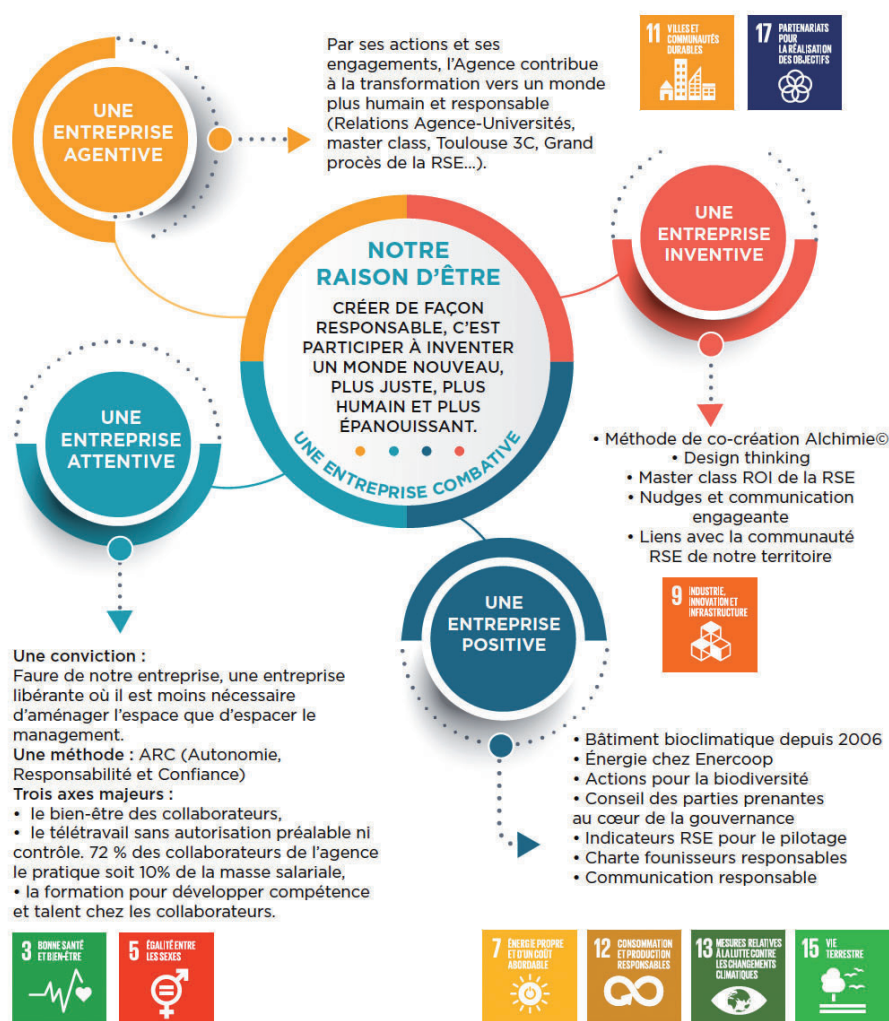 UNE
ENTREPRISE
AGENTIVE
Par ses actions et ses
engagements, l'Agence contribue
à la transformation vers un monde
plus humain et responsable
(Relations Agence-Universités,
master class, Toulouse 3C, Grand
procès de la RSE...).
11 VILLES ET
COMMUNAUTÉS
DURABLES
17 PARTENARIATS
POUR
LA RÉALISATION
DES OBJECTIFS
UNE
ENTREPRISE
INVENTIVE
NOTRE
RAISON D'ÊTRE
CRÉER DE FAÇON
RESPONSABLE, C'EST
PARTICIPER À INVENTER
UN MONDE NOUVEAU,
PLUS JUSTE, PLUS
HUMAIN ET PLUS
ÉPANOUISSANT.
UNE ENTREPRISE COMBATIVE
UNE
ENTREPRISE
ATTENTIVE
• Méthode de co-création Alchimie©
• Design thinking
• Master class ROI de la RSE
• Nudges et communication
engageante
• Liens avec la communauté
RSE de notre territoire
9 INDUSTRIE,
INNOVATION ET
INFRASTRUCTURE
UNE
ENTREPRISE
POSITIVE
Une conviction :
Faure de notre entreprise, une entreprise
libérante où il est moins nécessaire
d'aménager l'espace que d'espacer le
management.
Une méthode : ARC (Autonomie,
Responsabilité et Confiance)
Trois axes majeurs :
• le bien-être des collaborateurs,
• le télétravail sans autorisation préalable ni
contrôle. 72 % des collaborateurs de l'agence
le pratique soit 10% de la masse salariale,
• la formation pour développer compétence
et talent chez les collaborateurs.
• Bâtiment bioclimatique depuis 2006
• Énergie chez Enercoop
• Actions pour la biodiversité
• Conseil des parties prenantes
au cœur de la gouvernance
• Indicateurs RSE pour le pilotage
• Charte founisseurs responsables
• Communication responsable
3 BONNE SANTÉ
ET BIEN-ÊTRE
5 ÉGALITÉ ENTRE
LES SEXES
7 ÉNERGIE PROPRE
ET D'UN COÛT
ABORDABLE
12 CONSOMMATION
ET PRODUCTION
RESPONSABLES
13 MESURES RELATIVES
À LA LUTTE CONTRE
LES CHANGEMENTS
CLIMATIQUES
15 VIE
TERRESTRE